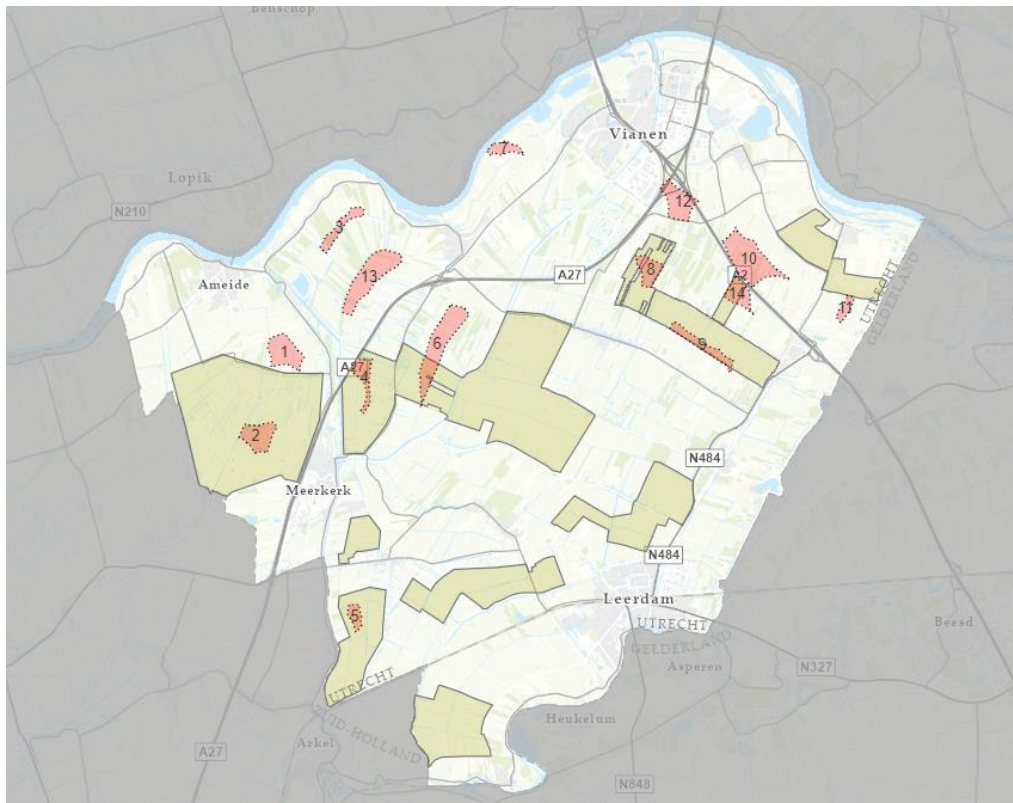 Benschop
Vianen
7
Lopik
N210
12
3
10
UTRECHT
GELDERLAND
13
8
A2
A27
Ameide
14
11
6
9
1
A27
4
7
2
N484
Meerkerk
N484
Leerdam
5
UTRECHT
GELDERLAND
Beesd
Asperen
N327
UTRECHT
ZUID-HOLLAND
Heukelum
Arkel
A27
N848